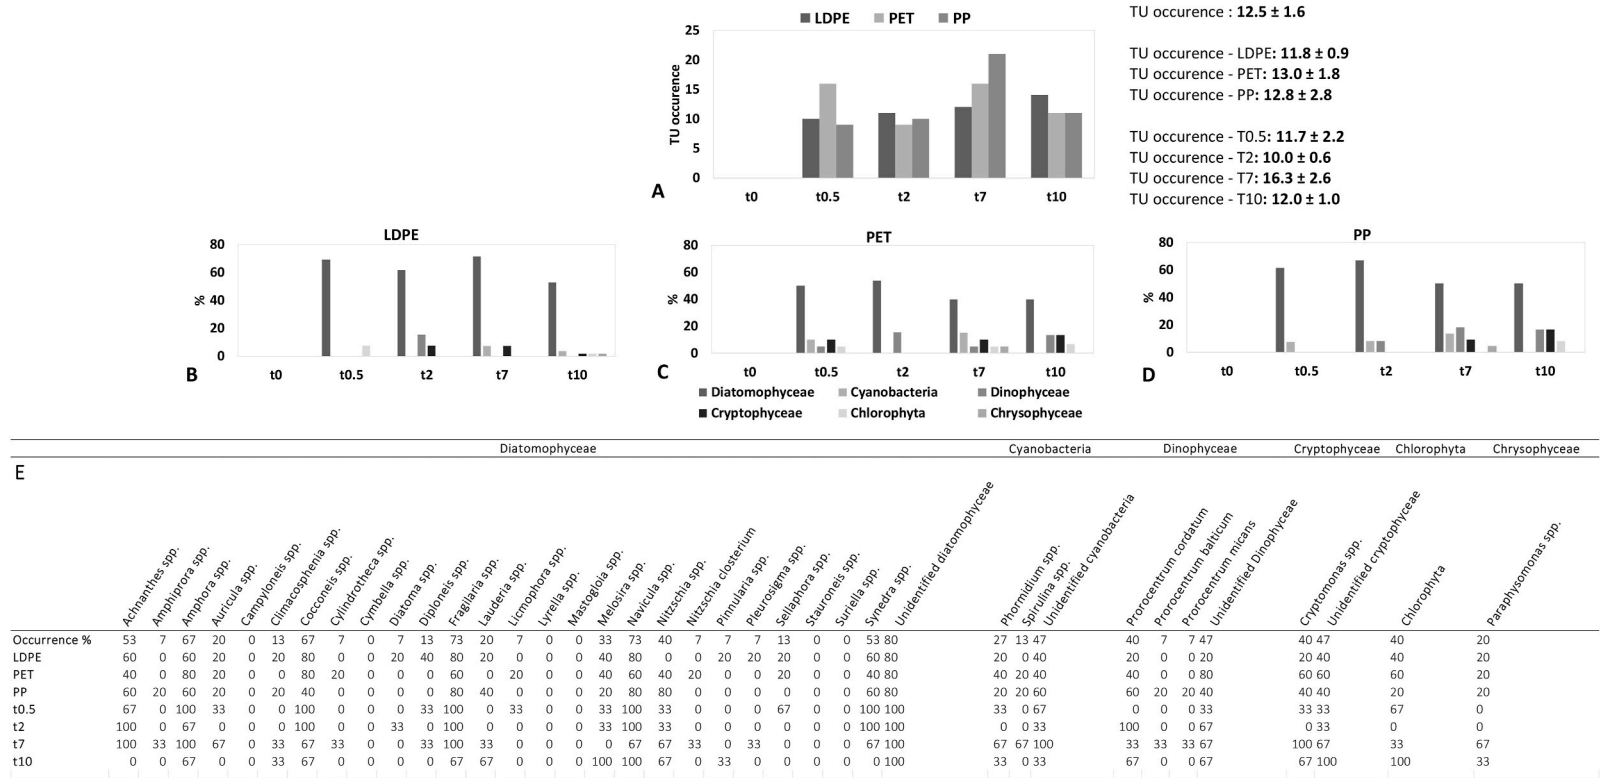 LDPE PET PP
TU occurence
25
20
15
10
5
0
t0 t0.5 t2 t7 t10
A
TU occurence : 12.5 ± 1.6
TU occurence - LDPE: 11.8 ± 0.9
TU occurence - PET: 13.0 ± 1.8
TU occurence - PP: 12.8 ± 2.8
TU occurence - T0.5: 11.7 ± 2.2
TU occurence - T2: 10.0 ± 0.6
TU occurence - T7: 16.3 ± 2.6
TU occurence - T10: 12.0 ± 1.0
LDPE
%
80
60
40
20
0
t0 t0.5 t2 t7 t10
B
PET
%
80
60
40
20
0
t0 t0.5 t2 t7 t10
C
PP
%
80
60
40
20
0
t0 t0.5 t2 t7 t10
D
Diatomophyceae Cyanobacteria Dinophyceae
Cryptophyceae Chlorophyta Chrysophyceae
Diatomophyceae Cyanobacteria Dinophyceae Cryptophyceae Chlorophyta Chrysophyceae
E
Achnanthes spp.
Amphiprora spp.
Amphora spp.
Auricula spp.
Campyloneis spp.
Climacosphenia spp.
Cocconeis spp.
Cylindrotheca spp.
Cymbella spp.
Diatoma spp.
Diploneis spp.
Fragilaria spp.
Lauderia spp.
Licmophora spp.
Lyrella spp.
Mastogloia spp.
Melosira spp.
Navicula spp.
Nitzschia spp.
Nitzschia closterium
Pinnularia spp.
Pleurosigma spp.
Sellaphora spp.
Stauroneis spp.
Suriella spp.
Synedra spp.
Unidentified diatomophyceae
Phormidium spp.
Spirulina spp.
Unidentified cyanobacteria
Prorocentrum cordatum
Prorocentrum balticum
Prorocentrum micans
Unidentified Dinophyceae
Cryptomonas spp.
Unidentified cryptophyceae
Chlorophyta
Paraphysomonas spp.
Occurrence % 53 7 67 20 0 13 67 7 0 7 13 73 20 7 0 0 33 73 40 7 7 7 13 0 0 53 80 27 13 47 40 7 7 47 40 47 40 20
LDPE 60 0 60 20 0 20 80 0 0 20 40 80 20 0 0 0 40 80 0 0 20 20 20 0 0 60 80 20 0 40 20 0 0 20 20 40 40 20
PET 40 0 80 20 0 0 80 20 0 0 0 60 0 20 0 0 40 60 40 20 0 0 20 0 0 40 80 40 20 40 40 0 0 80 60 60 60 20
PP 60 20 60 20 0 20 40 0 0 0 0 80 40 0 0 0 20 80 80 0 0 0 0 0 0 60 80 20 20 60 60 20 20 40 40 40 20 20
t0.5 67 0 100 33 0 0 100 0 0 0 33 100 0 33 0 0 33 100 33 0 0 0 67 0 0 100 100 33 0 67 0 0 0 33 33 33 67 0
t2 100 0 67 0 0 0 100 0 0 33 0 100 0 0 0 0 33 100 33 0 0 0 0 0 0 100 100 0 0 33 100 0 0 67 0 33 0 0
t7 100 33 100 67 0 33 67 33 0 0 33 100 33 0 0 0 0 67 67 33 0 33 0 0 0 67 100 67 67 100 33 33 33 67 100 67 33 67
t10 0 0 67 0 0 33 67 0 0 0 0 67 67 0 0 0 100 100 67 0 33 0 0 0 0 0 100 33 0 33 67 0 0 67 67 100 100 33